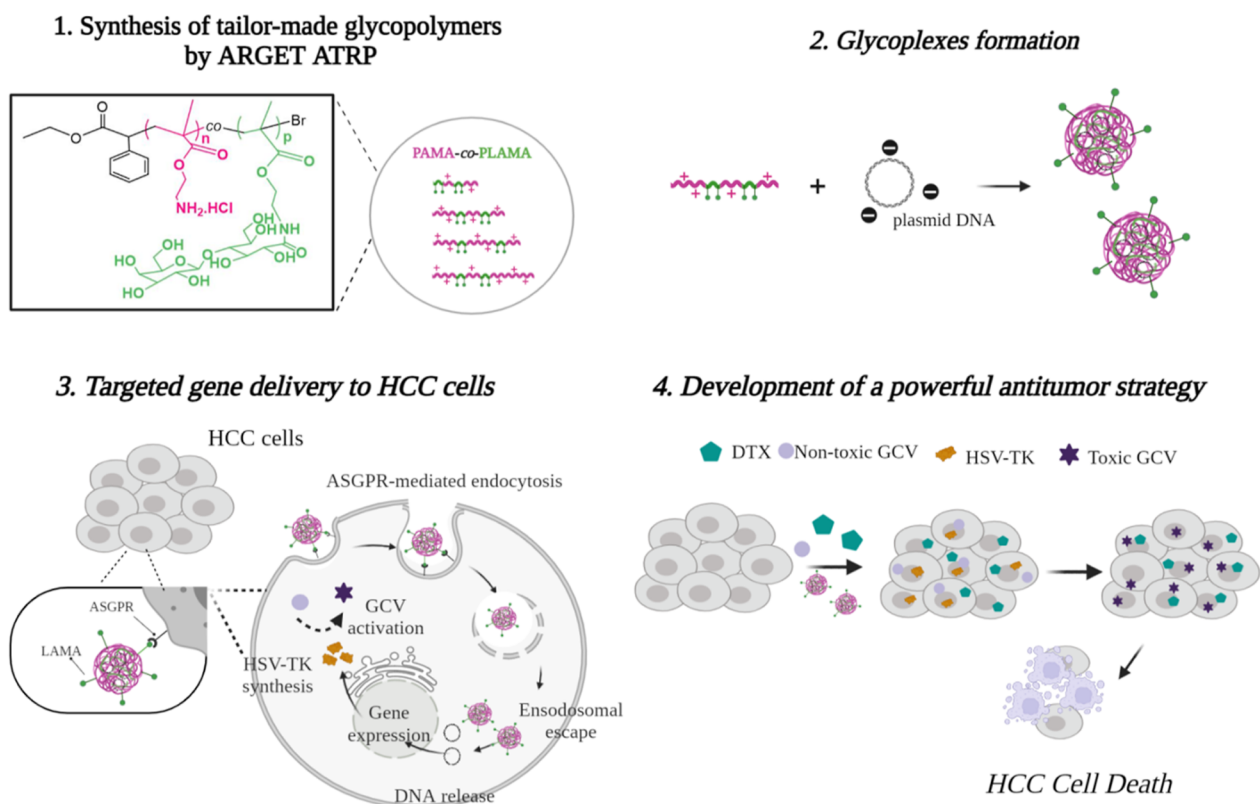 1. Synthesis of tailor-made glycopolymers
by ARGET ATRP
O
O
n
co
p
Br
O
O
O
O
NH₂.HCl
NH
O
OH
OH
OH
OH
O
O
HO
HO
HO
OH
PAMA-co-PLAMA
2. Glycoplexes formation
+
plasmid DNA
3. Targeted gene delivery to HCC cells
HCC cells
ASGPR-mediated endocytosis
ASGPR
LAMA
GCV
activation
HSV-TK
synthesis
Gene
expression
Ensodosomal
escape
DNA release
4. Development of a powerful antitumor strategy
DTX
Non-toxic GCV
HSV-TK
Toxic GCV
HCC Cell Death